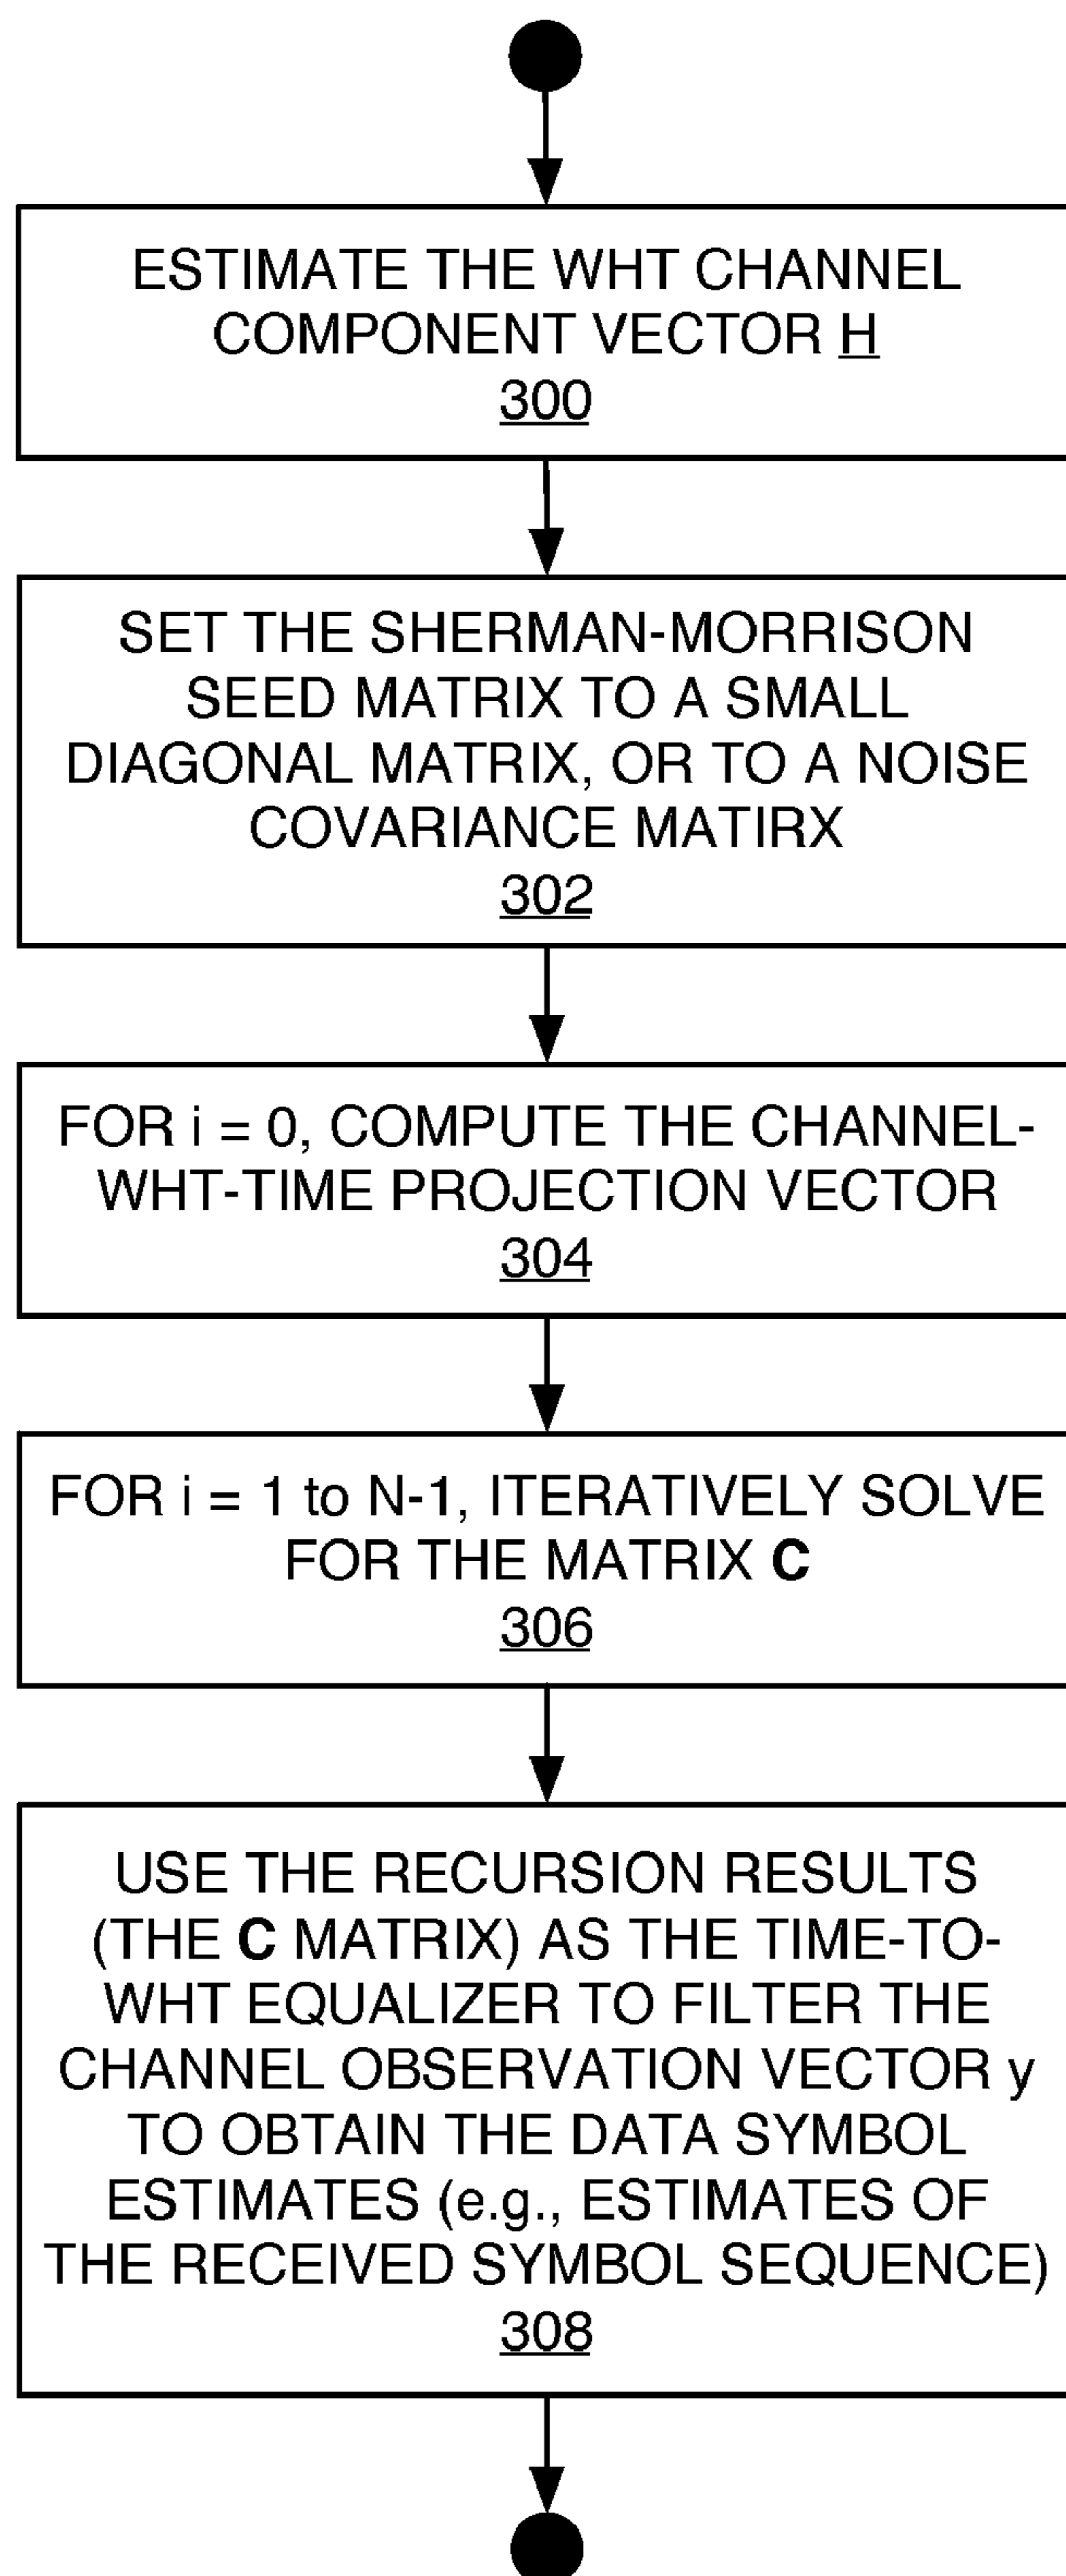 ESTIMATE THE WHT CHANNEL
COMPONENT VECTOR H
300
SET THE SHERMAN-MORRISON
SEED MATRIX TO A SMALL
DIAGONAL MATRIX, OR TO A NOISE
COVARIANCE MATIRX
302
FOR i = 0, COMPUTE THE CHANNEL-
WHT-TIME PROJECTION VECTOR
304
FOR i = 1 to N-1, ITERATIVELY SOLVE
FOR THE MATRIX C
306
USE THE RECURSION RESULTS
(THE C MATRIX) AS THE TIME-TO-
WHT EQUALIZER TO FILTER THE
CHANNEL OBSERVATION VECTOR y
TO OBTAIN THE DATA SYMBOL
ESTIMATES (e.g., ESTIMATES OF
THE RECEIVED SYMBOL SEQUENCE)
308